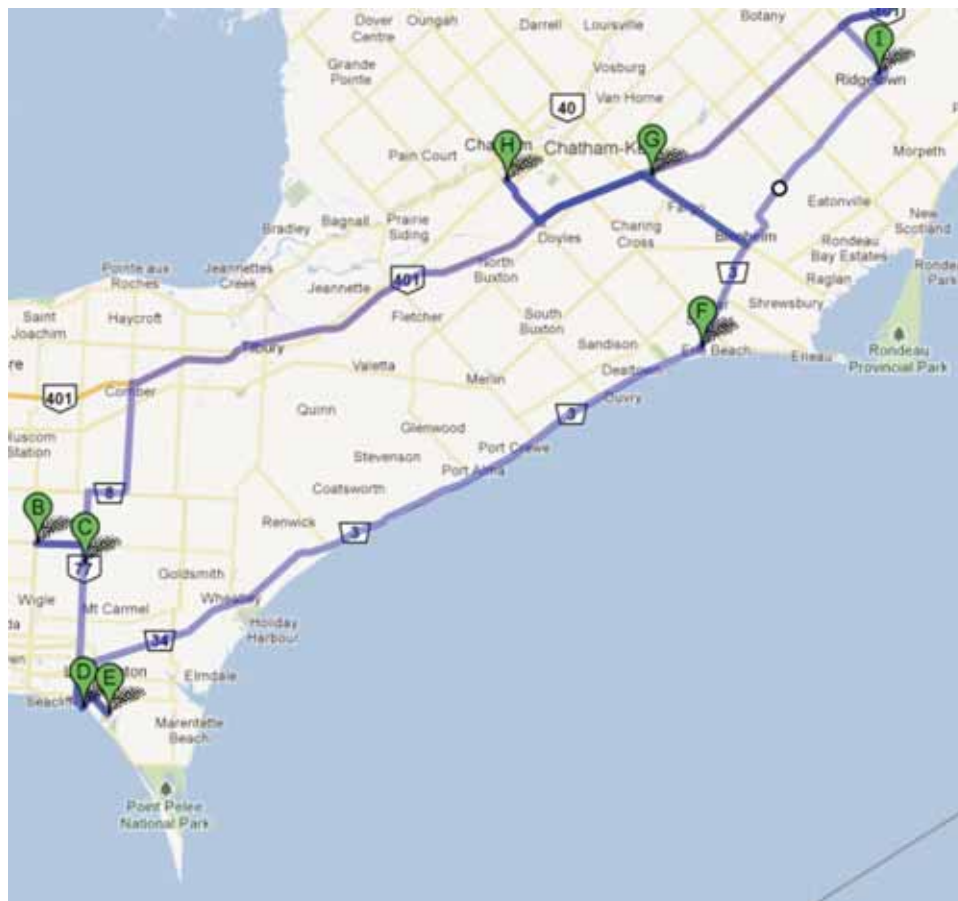 Dover
Centre
Oungah
Darrell
Louisville
Botany
Grande
Pointe
Vosburg
Van Horne
40
I
Ridgetown
Pain Court
H
Chatham-
G
Morpeth
Bradley
Bagnall
Prairie
Siding
Doyles
Charing
Cross
Blenheim
Eatonville
New
Scotland
Rondeau
Bay Estates
Raglan
Pointe aux
Roches
Jeannettes
Creek
Jeannette
401
North
Buxton
3
Shrewsbury
Saint
Joachim
Haycroft
Fletcher
South
Buxton
F
Tilbury
Sandison
Erieau
Rondeau
Provincial Park
Valetta
Merlin
Dealtown
Ouvry
401
Comber
Quinn
3
Glenwood
Port Crewe
Ruscom
Station
Stevenson
Port Alma
8
Coatsworth
B
C
Renwick
3
77
Goldsmith
Wigle
Mt Carmel
Wheatley
Holiday
Harbour
34
D
E
Elmdale
Marentette
Beach
Point Pelee
National Park